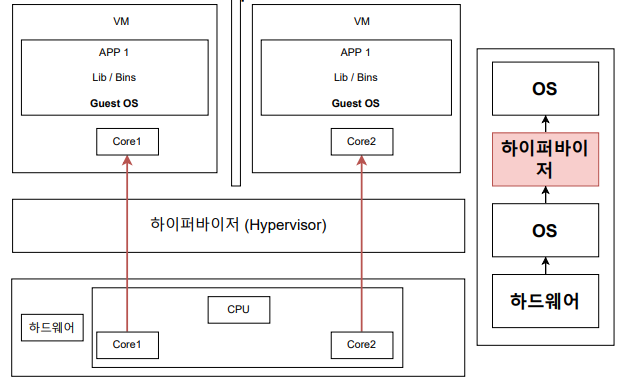 VM
APP 1
Lib / Bins
Guest OS
Core1
VM
APP 1
Lib / Bins
Guest OS
Core2
하이퍼바이저 (Hypervisor)
하드웨어
CPU
Core1
Core2
OS
하이퍼바이
저
OS
하드웨어